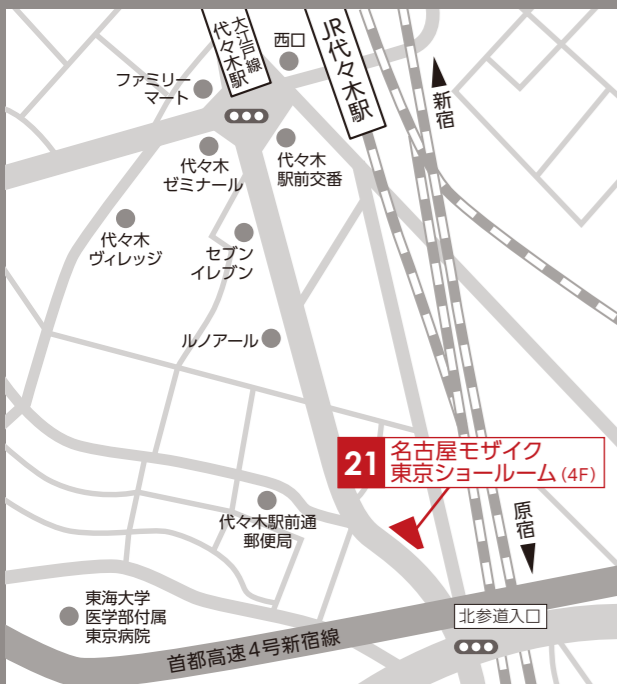 大江戸線
代々木駅
西口
JR代々木駅
新宿
ファミリー
マート
代々木
ゼミナール
代々木
駅前交番
代々木
ヴィレッジ
セブン
イレブン
ルノアール
21
名古屋モザイク
東京ショールーム (4F)
原宿
代々木駅前通
郵便局
東海大学
医学部付属
東京病院
北参道入口
首都高速4号新宿線